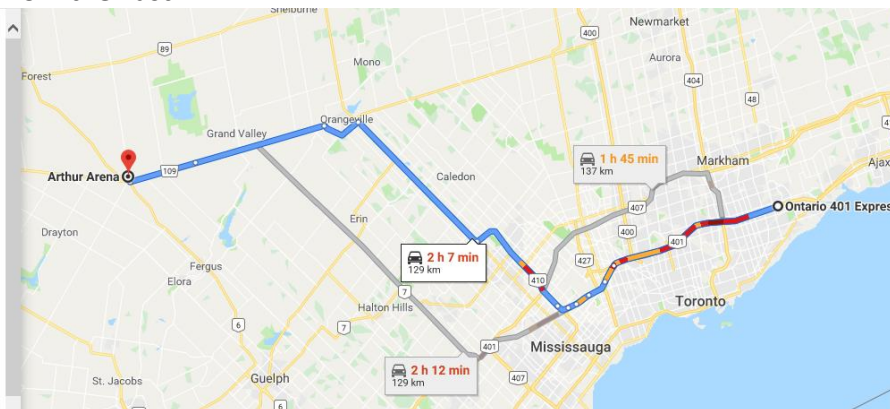 Shelburne
Newmarket
400
89
Aurora
Mono
404
Forest
48
Orangeville
Grand Valley
1 h 45 min
137 km
Markham
Arthur Arena
109
Caledon
Ajax
407
Ontario 401 Expres
Drayton
Erin
400
401
2 h 7 min
129 km
427
Fergus
Elora
410
7
Toronto
Halton Hills
6
7
401
Mississauga
2 h 12 min
129 km
St. Jacobs
Guelph
407
6